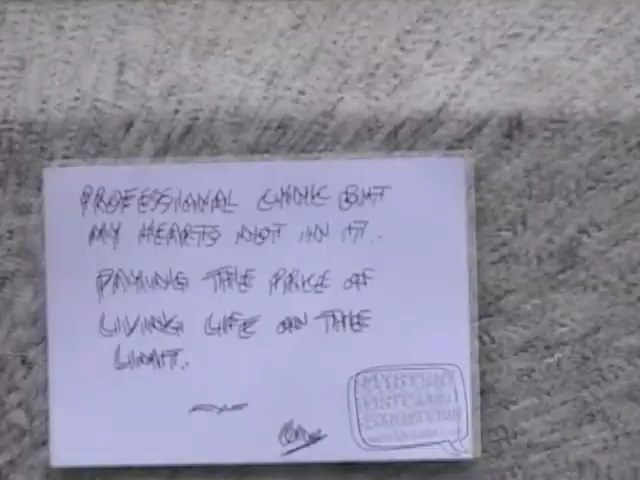 PROFESSIONAL CYNIC BUT
MY HEARTS NOT IN IT.
PAYING THE PRICE OF
LIVING LIFE ON THE
LIMIT.